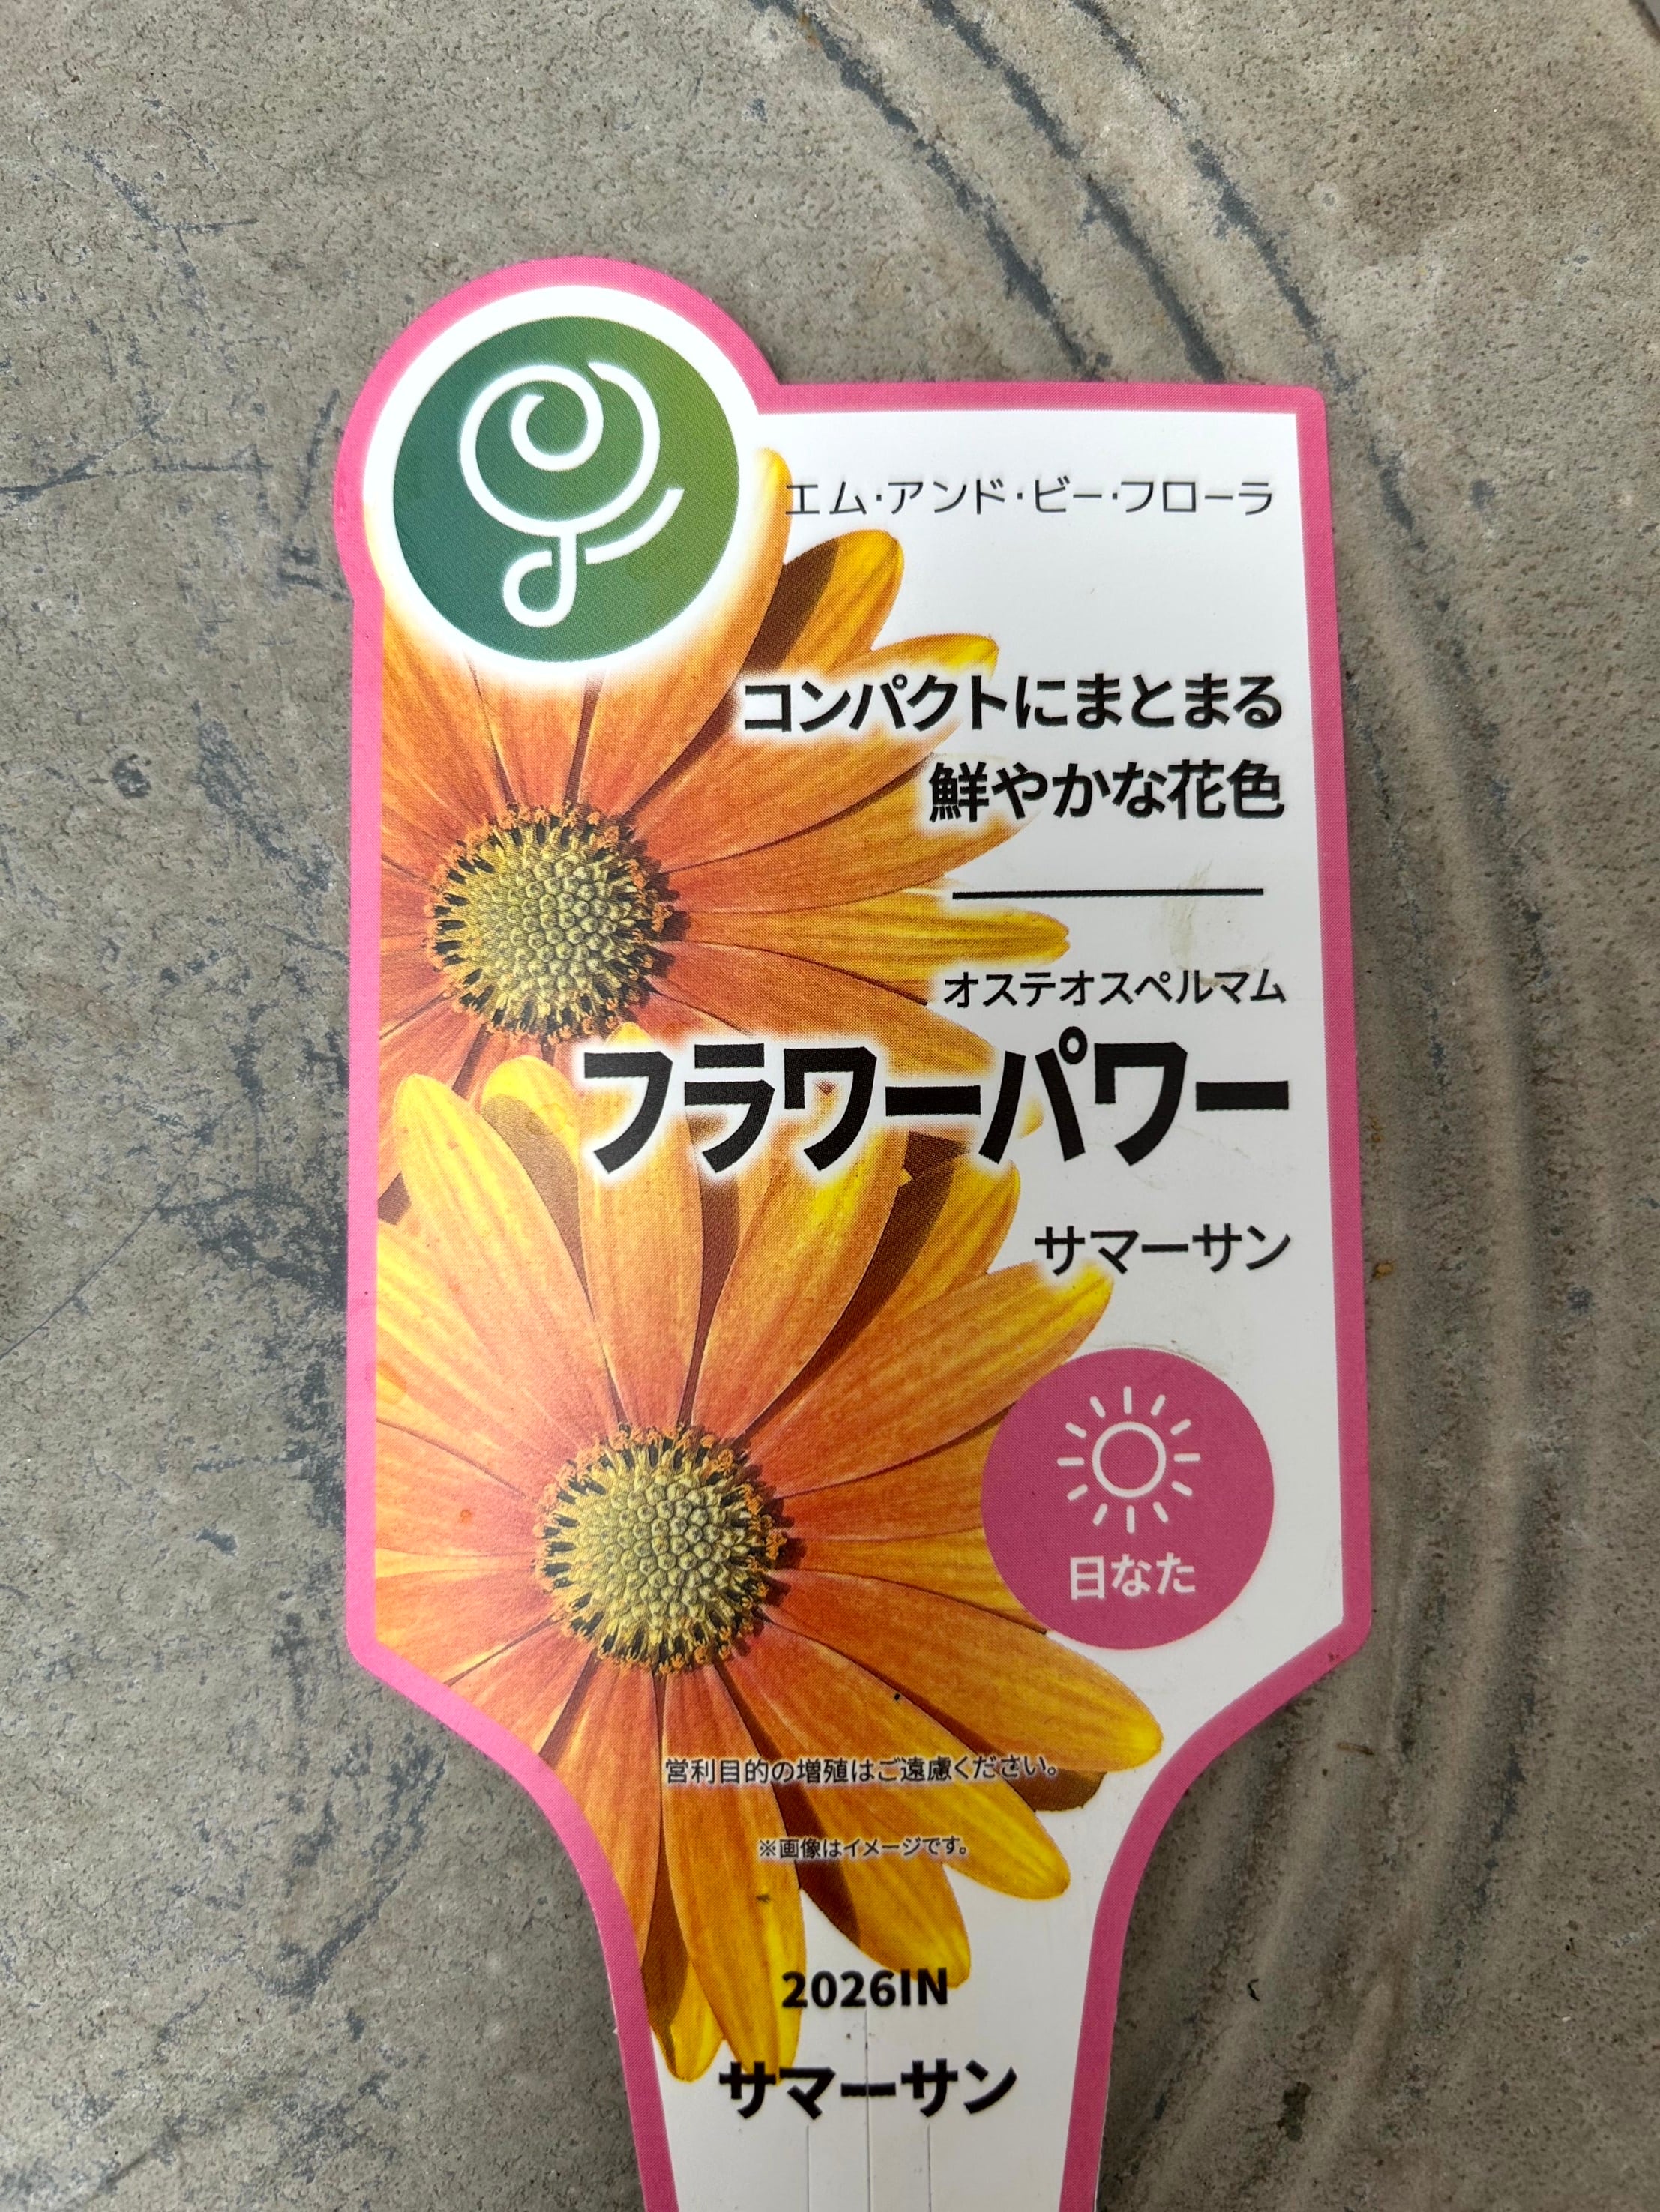 エム・アンド・ビー・フローラ
コンパクトにまとまる
鮮やかな花色
オステオスペルマム
フラワーパワー
サマーサン
日なた
営利目的の増殖はご遠慮ください。
※画像はイメージです。
2026IN
サマーサン